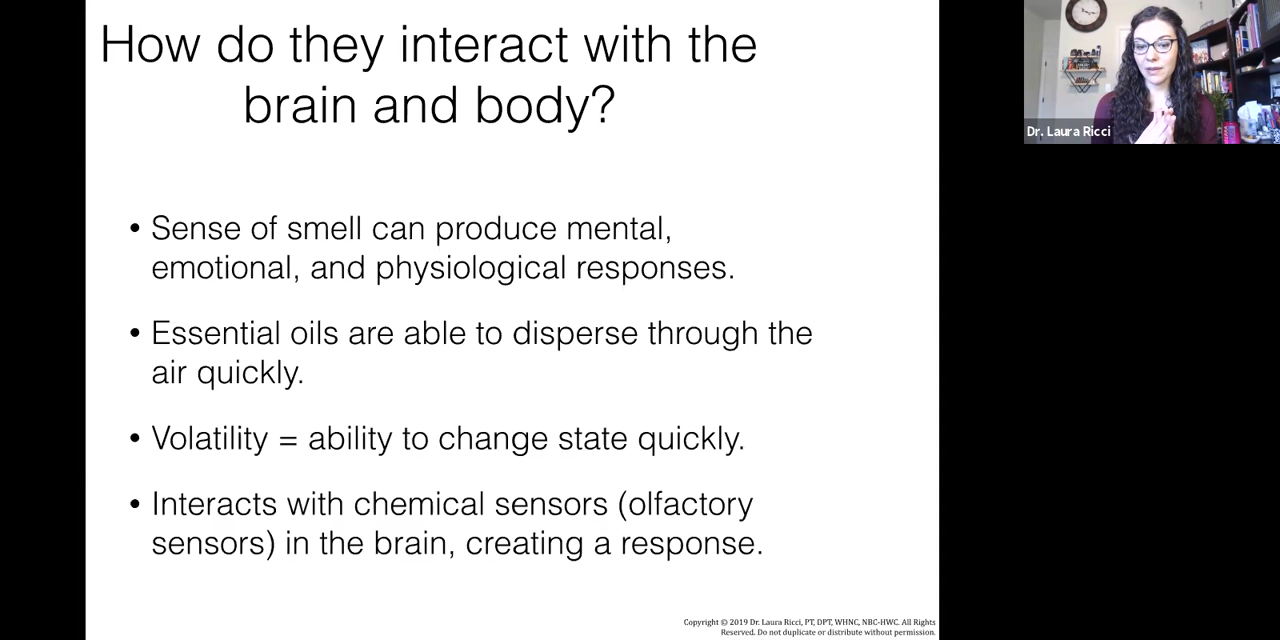 How do they interact with the
brain and body?
• Sense of smell can produce mental,
emotional, and physiological responses.
• Essential oils are able to disperse through the
air quickly.
• Volatility = ability to change state quickly.
• Interacts with chemical sensors (olfactory
sensors) in the brain, creating a response.
Copyright © 2019 Dr. Laura Ricci, PT, DPT, WHNC, NBC-HWC. All Rights
Reserved. Do not duplicate or distribute without permission.
Dr. Laura Ricci